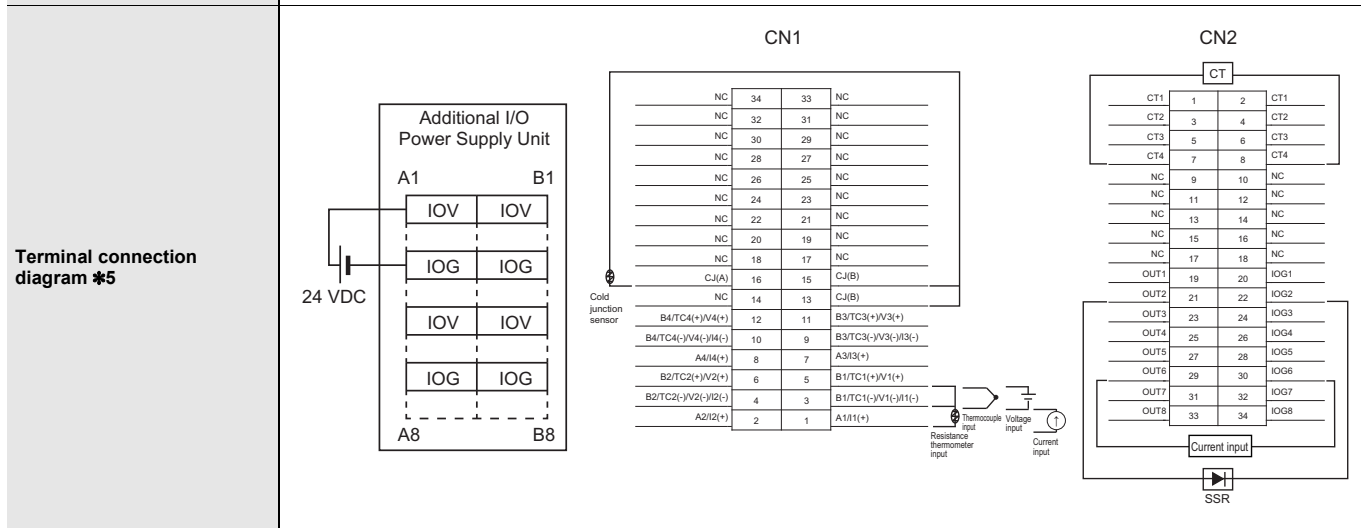 Terminal connection
diagram ✱5
Additional I/O
Power Supply Unit
A1 B1
IOV IOV
IOG IOG
IOV IOV
IOG IOG
A8 B8
24 VDC
CN1
NC 34 33 NC
NC 32 31 NC
NC 30 29 NC
NC 28 27 NC
NC 26 25 NC
NC 24 23 NC
NC 22 21 NC
NC 20 19 NC
NC 18 17 NC
CJ(A) 16 15 CJ(B)
NC 14 13 CJ(B)
B4/TC4(+)/V4(+) 12 11 B3/TC3(+)/V3(+)
B4/TC4(-)/V4(-)/I4(-) 10 9 B3/TC3(-)/V3(-)/I3(-)
A4/I4(+) 8 7 A3/I3(+)
B2/TC2(+)/V2(+) 6 5 B1/TC1(+)/V1(+)
B2/TC2(-)/V2(-)/I2(-) 4 3 B1/TC1(-)/V1(-)/I1(-)
A2/I2(+) 2 1 A1/I1(+)
Cold
junction
sensor
Resistance
thermometer
input
Thermocouple
input
Voltage
input
Current
input
CN2
CT
CT1 1 2 CT1
CT2 3 4 CT2
CT3 5 6 CT3
CT4 7 8 CT4
NC 9 10 NC
NC 11 12 NC
NC 13 14 NC
NC 15 16 NC
NC 17 18 NC
OUT1 19 20 IOG1
OUT2 21 22 IOG2
OUT3 23 24 IOG3
OUT4 25 26 IOG4
OUT5 27 28 IOG5
OUT6 29 30 IOG6
OUT7 31 32 IOG7
OUT8 33 34 IOG8
Current input
SSR